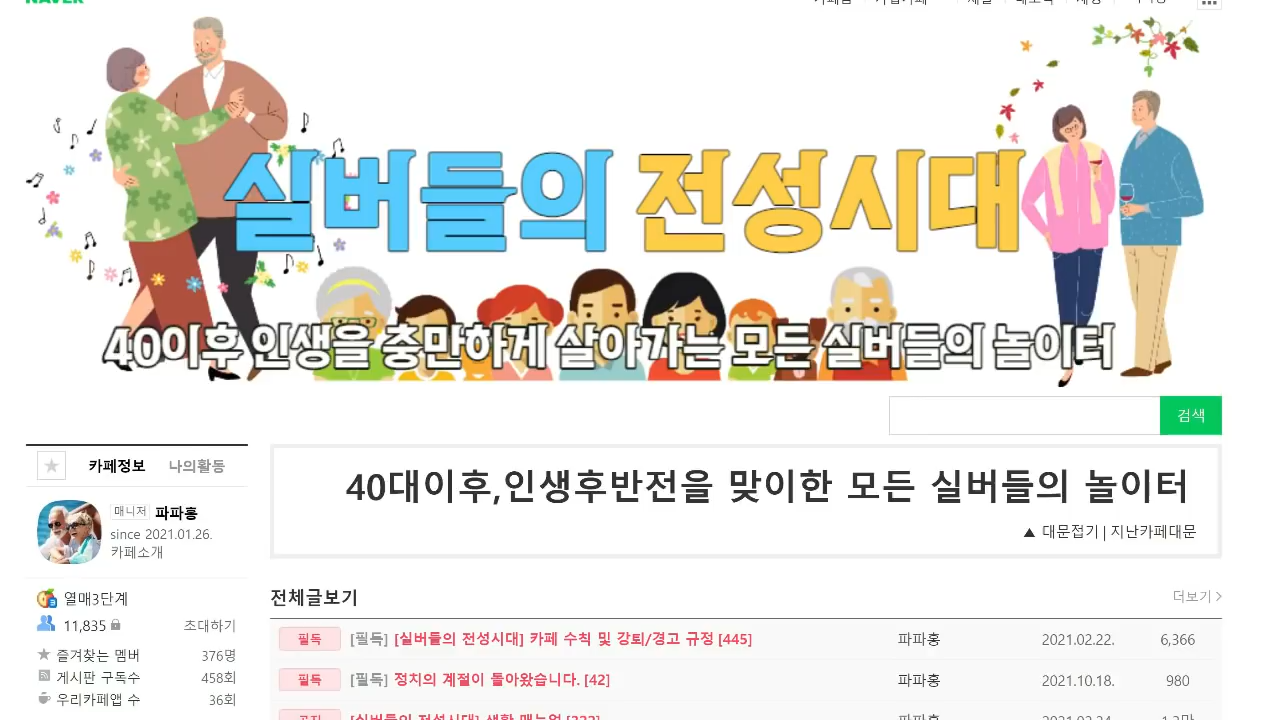 NAVER
실버들의 전성시대
40이후 인생을 충만하게 살아가는 모든 실버들의 놀이터
검색
카페정보 나의활동
40대이후,인생후반전을 맞이한 모든 실버들의 놀이터
▲ 대문접기 | 지난카페대문
매니저 파파홍
since 2021.01.26.
카페소개
열매3단계
11,835 초대하기
즐겨찾는 멤버 376명
게시판 구독수 458회
우리카페앱 수 36회
전체글보기 더보기 >
필독 [필독] [실버들의 전성시대] 카페 수칙 및 강퇴/경고 규정 [445] 파파홍 2021.02.22. 6,366
필독 [필독] 정치의 계절이 돌아왔습니다. [42] 파파홍 2021.10.18. 980